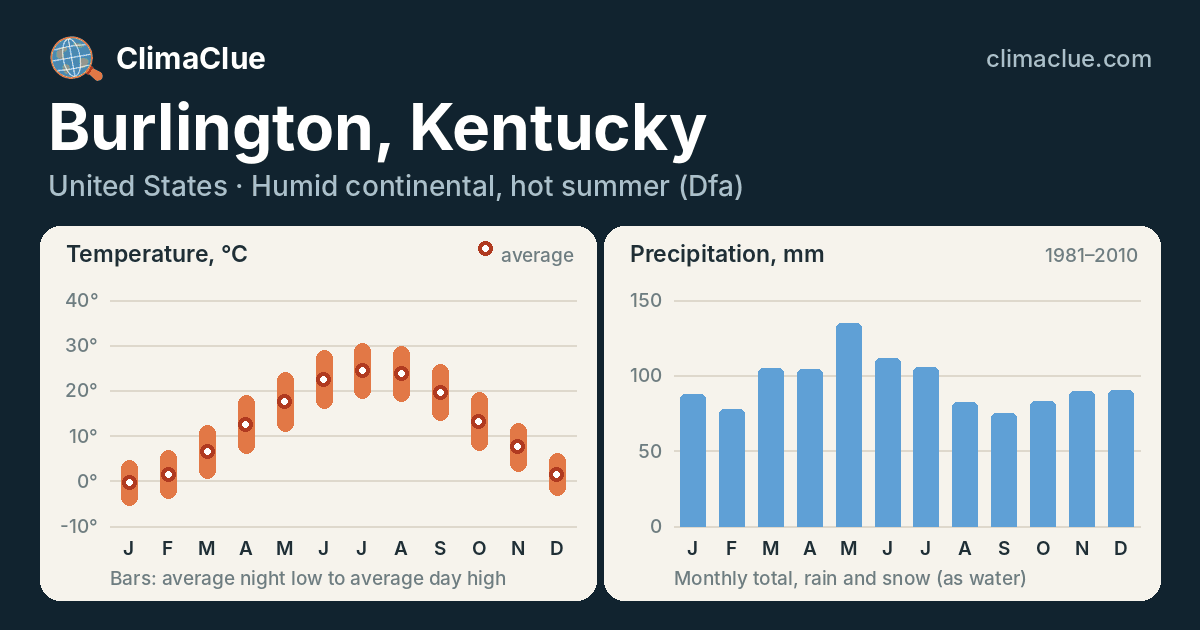 ClimaClue
climaclue.com
Burlington, Kentucky
United States · Humid continental, hot summer (Dfa)
Temperature, °C
average
40°
30°
20°
10°
0°
-10°
J F M A M J J A S O N D
Bars: average night low to average day high
Precipitation, mm
1981–2010
150
100
50
0
J F M A M J J A S O N D
Monthly total, rain and snow (as water)